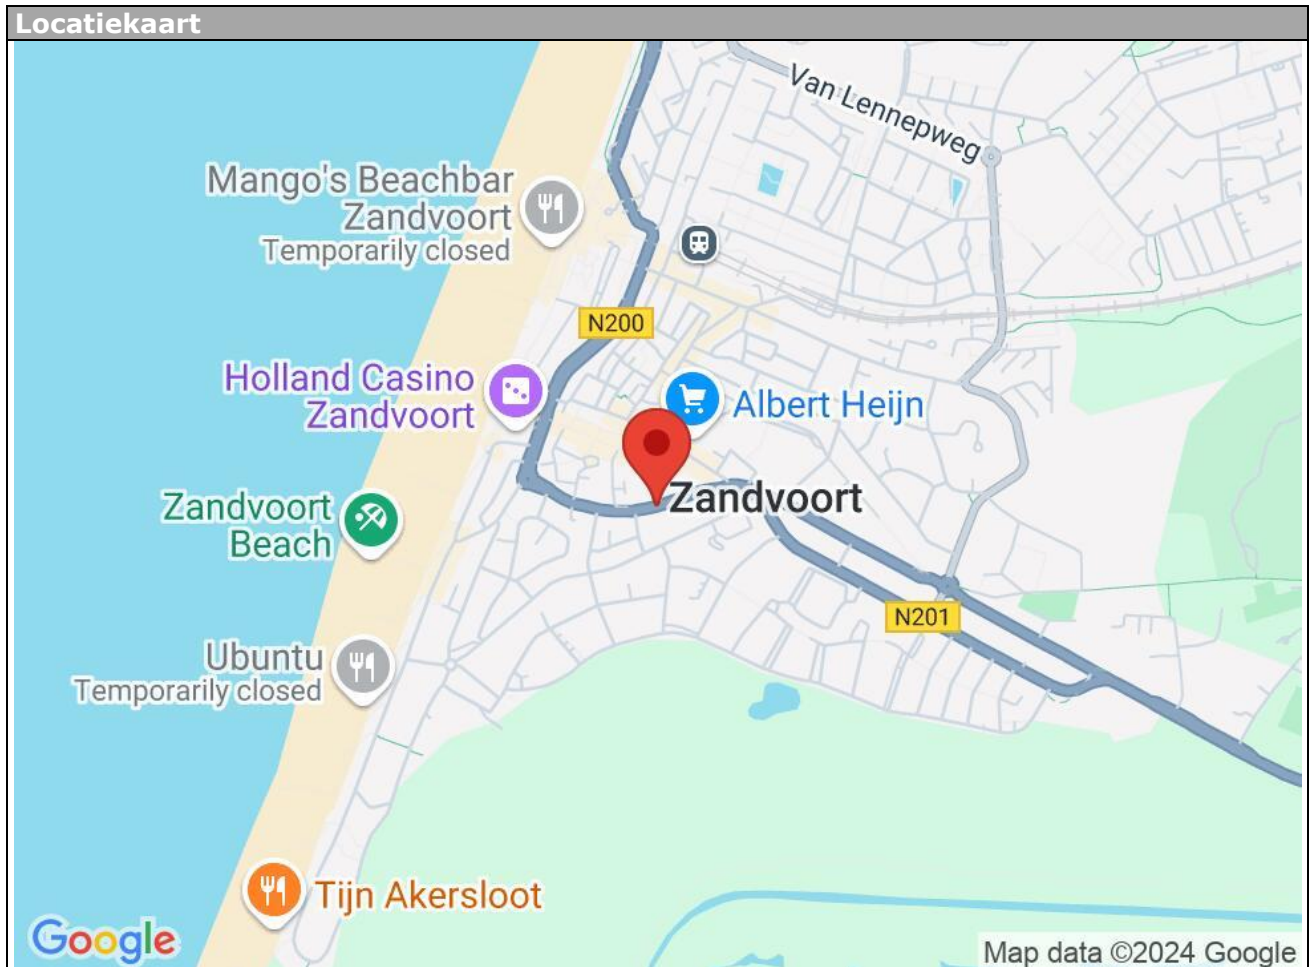 Locatiekaart
Van Lennepweg
Mango's Beachbar
Zandvoort
Temporarily closed
N200
Holland Casino
Zandvoort
Albert Heijn
Zandvoort
Zandvoort
Beach
N201
Ubuntu
Temporarily closed
Tijn Akersloot
Google
Map data ©2024 Google